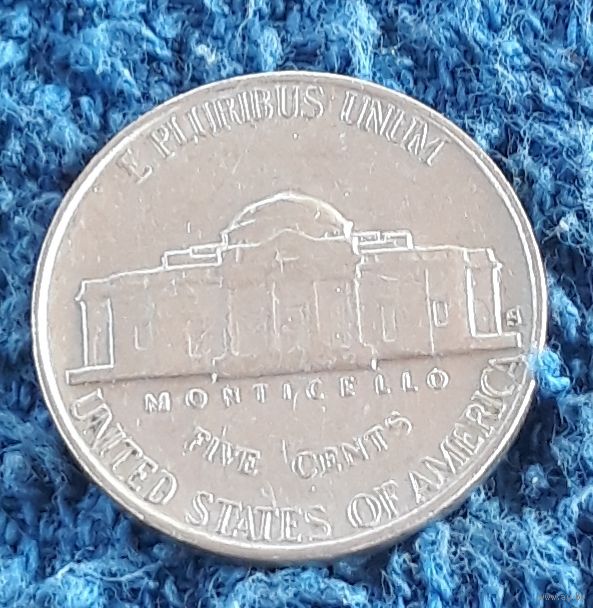 E PLURIBUS UNUM
MONTICELLO
FIVE CENTS
UNITED STATES OF AMERICA